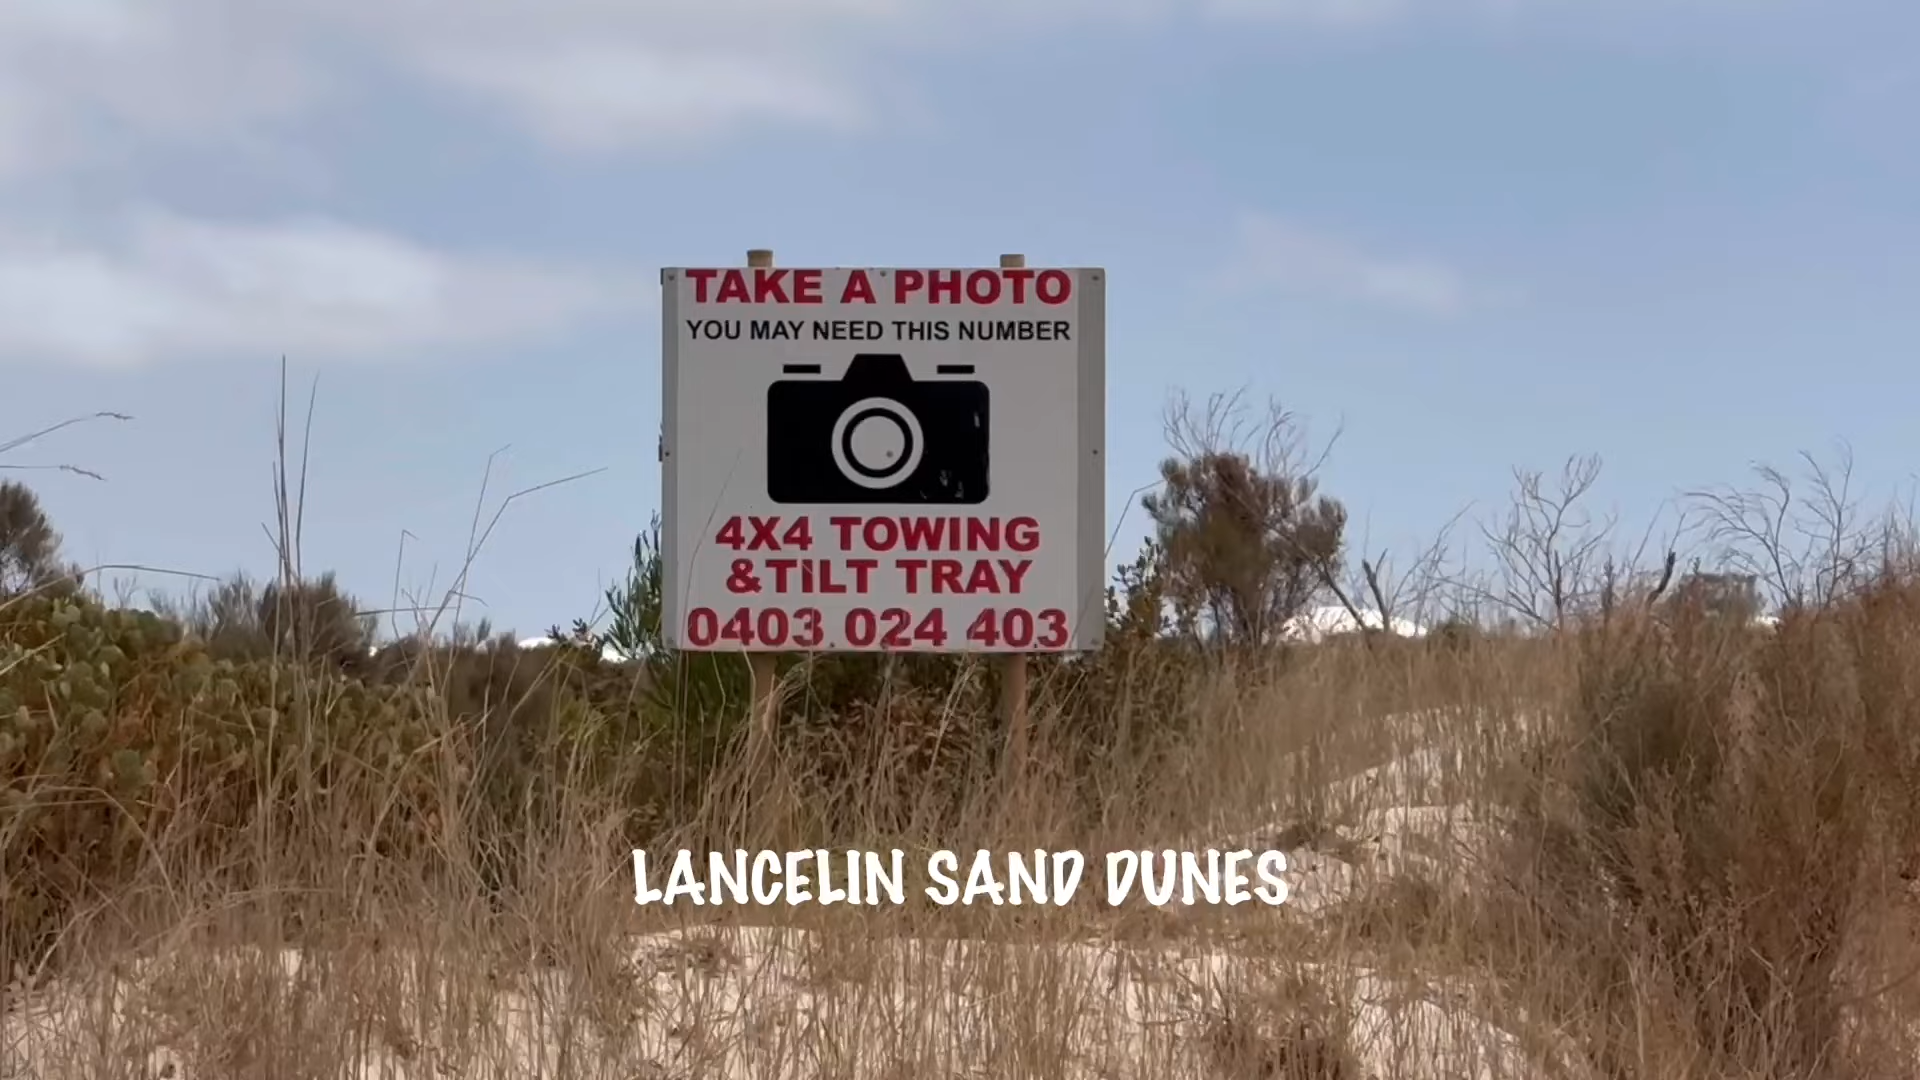 TAKE A PHOTO
YOU MAY NEED THIS NUMBER
4X4 TOWING
&TILT TRAY
0403 024 403
LANCELIN SAND DUNES